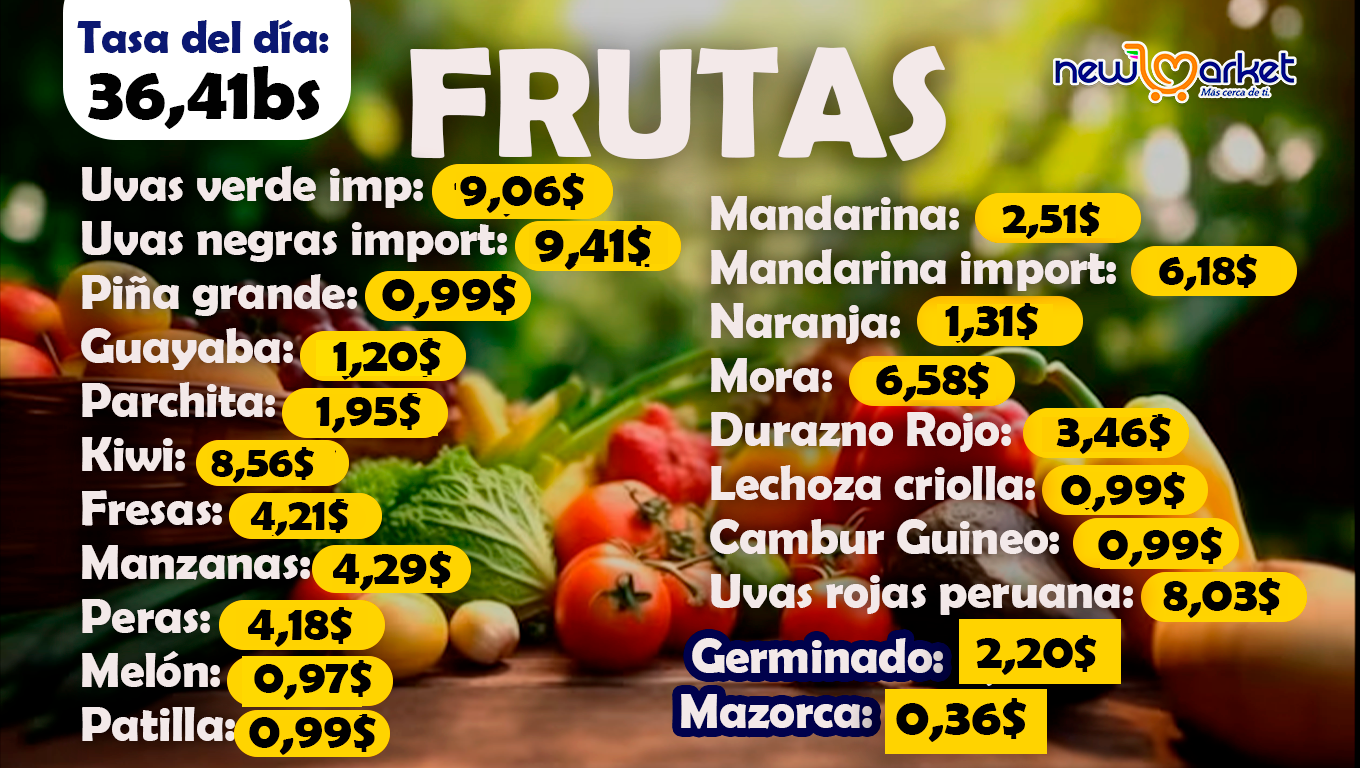 Tasa del día:
36,41bs
FRUTAS
new market
Más cerca de ti.
Uvas verde imp: 9,06$
Uvas negras import: 9,41$
Piña grande: 0,99$
Guayaba: 1,20$
Parchita: 1,95$
Kiwi: 8,56$
Fresas: 4,21$
Manzanas: 4,29$
Peras: 4,18$
Melón: 0,97$
Patilla: 0,99$
Mandarina: 2,51$
Mandarina import: 6,18$
Naranja: 1,31$
Mora: 6,58$
Durazno Rojo: 3,46$
Lechoza criolla: 0,99$
Cambur Guineo: 0,99$
Uvas rojas peruana: 8,03$
Germinado: 2,20$
Mazorca: 0,36$